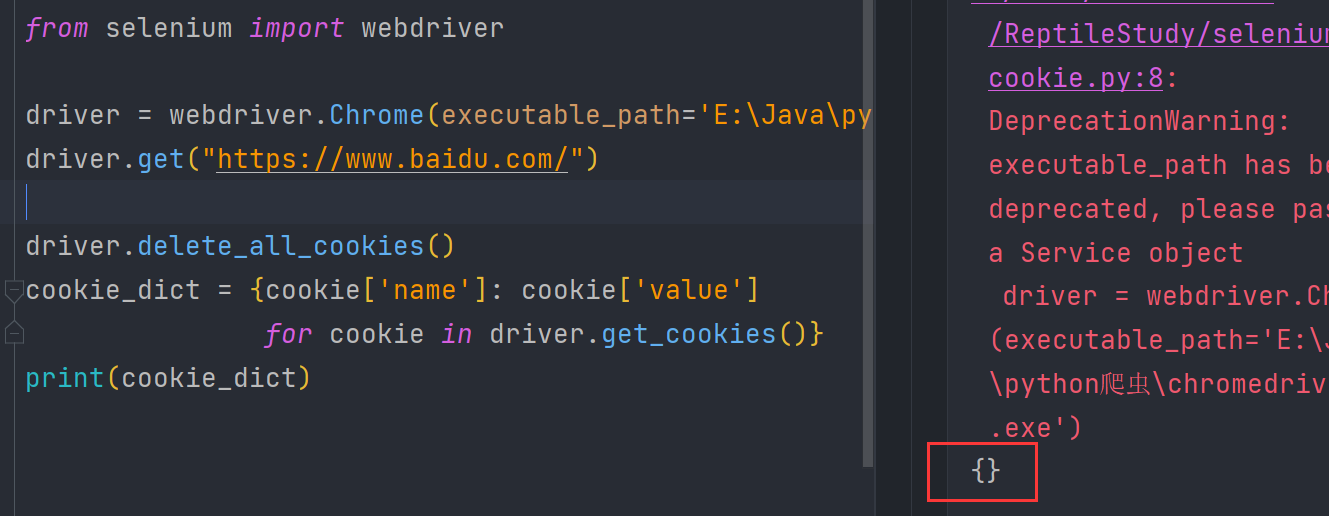 from selenium import webdriver
driver = webdriver.Chrome(executable_path='E:\Java\py
driver.get("https://www.baidu.com/")
driver.delete_all_cookies()
cookie_dict = {cookie['name']: cookie['value']
for cookie in driver.get_cookies()}
print(cookie_dict)
/ReptileStudy/selenium
cookie.py:8:
DeprecationWarning:
executable_path has be
deprecated, please pas
a Service object
driver = webdriver.Ch
(executable_path='E:\J
\python爬虫\chromedriv
.exe')
{}